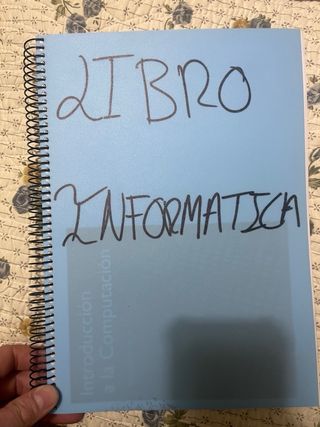 LIBRO
INFORMATICA
Introducción
a la Computación